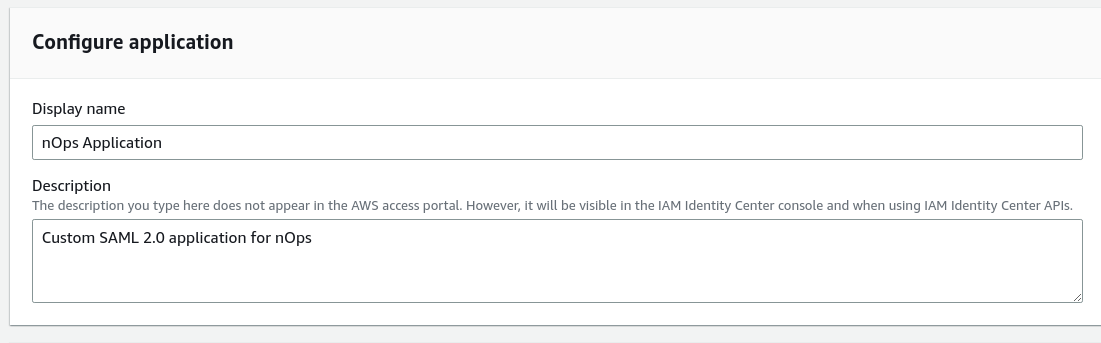 Configure application
Display name
nOps Application
Description
The description you type here does not appear in the AWS access portal. However, it will be visible in the IAM Identity Center console and when using IAM Identity Center APIs.
Custom SAML 2.0 application for nOps